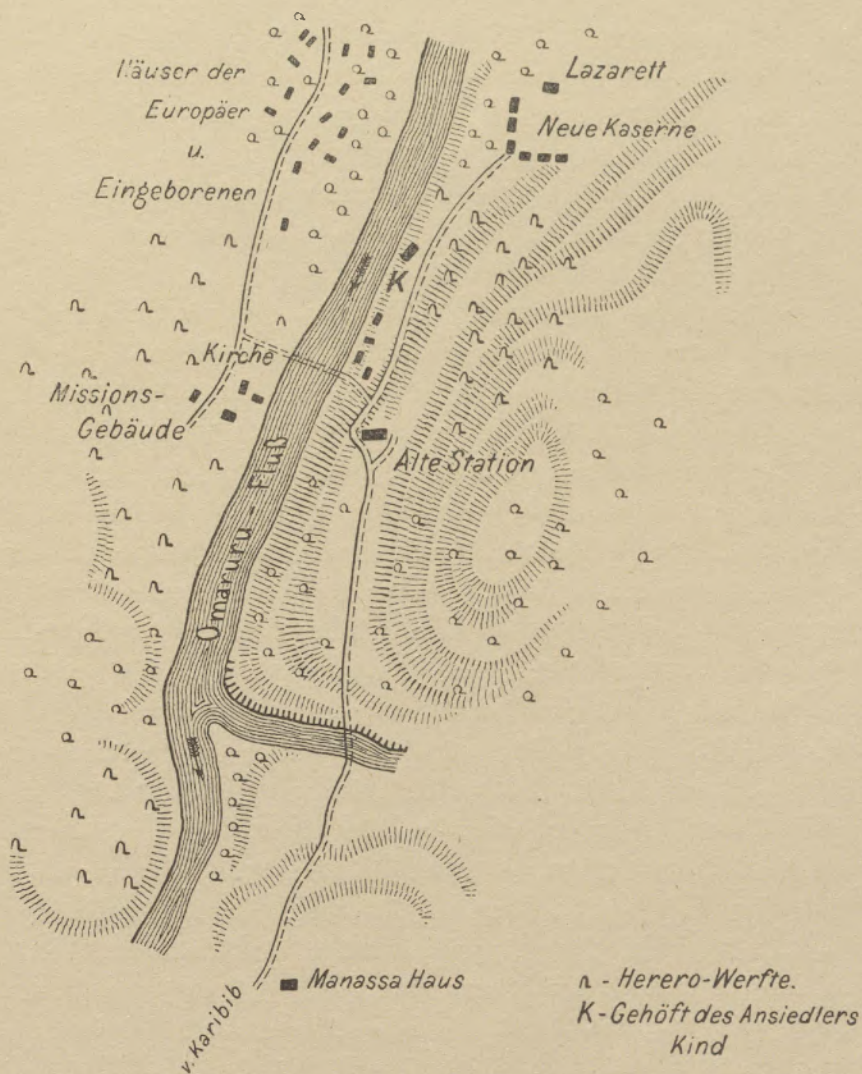 Häuser der
Europäer
u.
Eingeborenen
Lazarett
Neue Kaserne
K
Kirche
Missions-
Gebäude
Alte Station
Omaruru - Fluß
Manassa Haus
v. Karibib
n - Herero-Werfte.
K - Gehöft des Ansiedlers
Kind